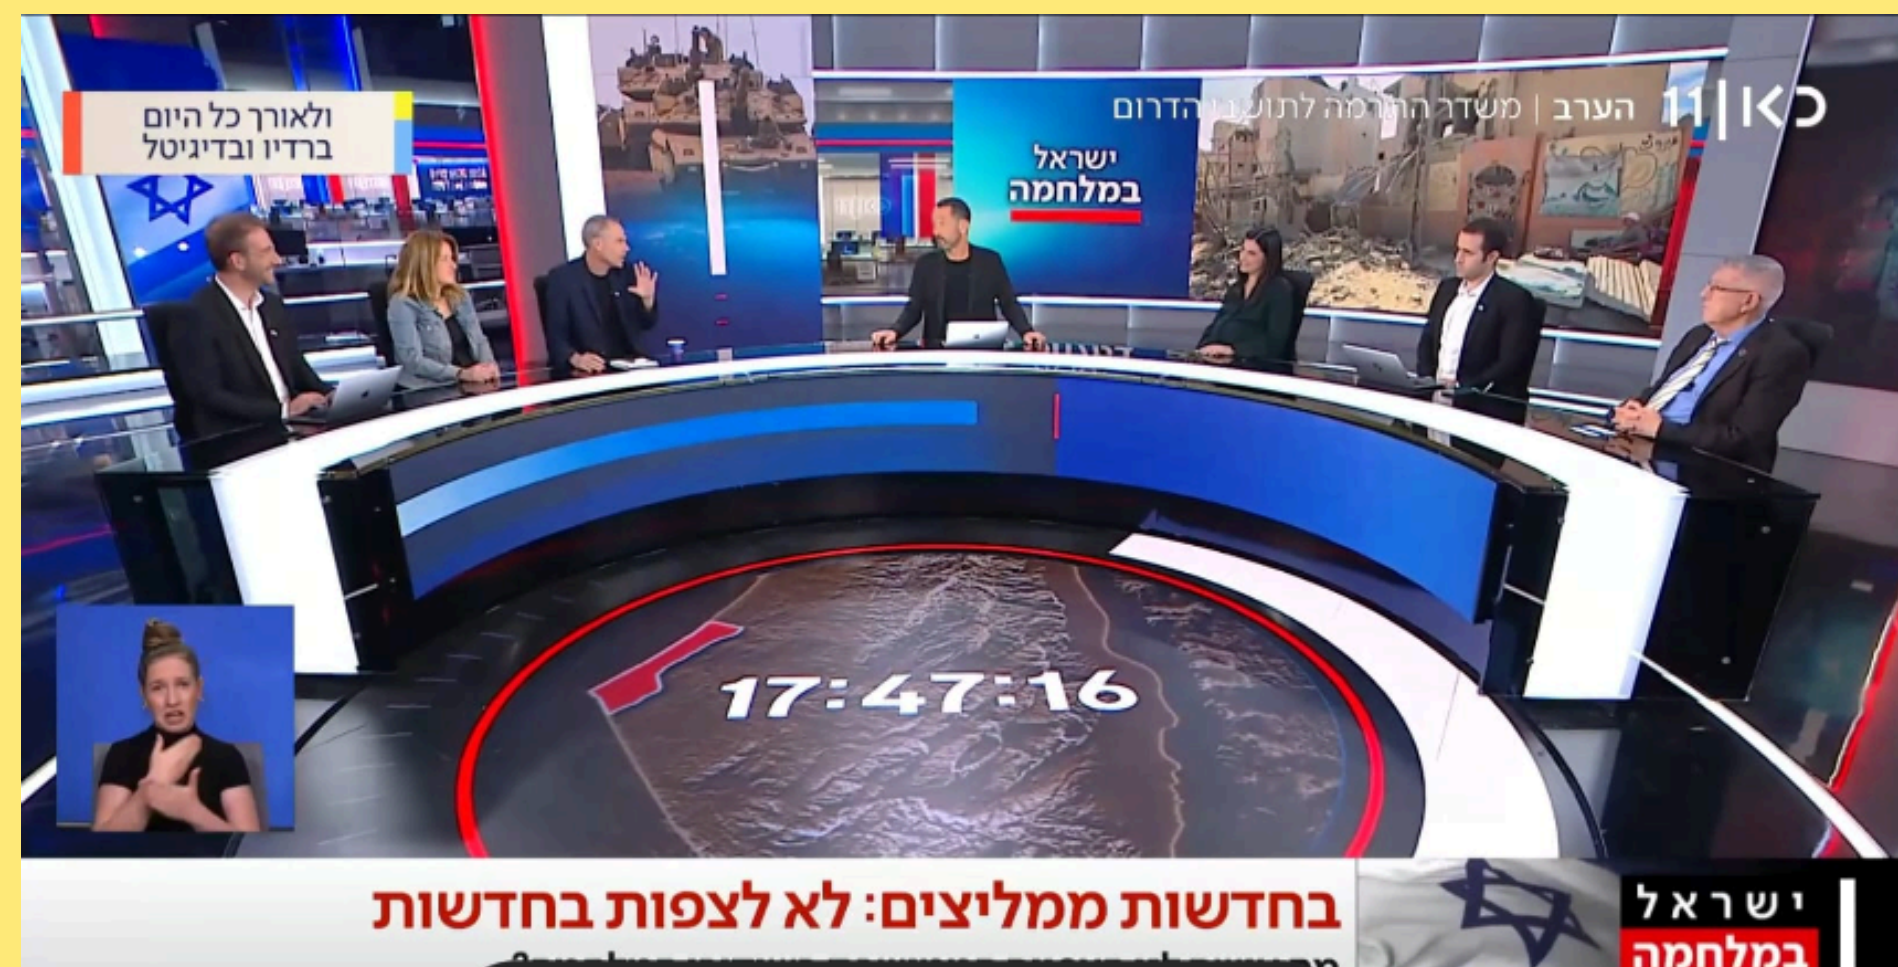 ולאורך כל היום
ברדיו ובדיגיטל
כאן|11
הערב | משדר התרמה לתושבי הדרום
ישראל
במלחמה
17:47:16
בחדשות ממליצים: לא לצפות בחדשות
ישראל
במלחמה